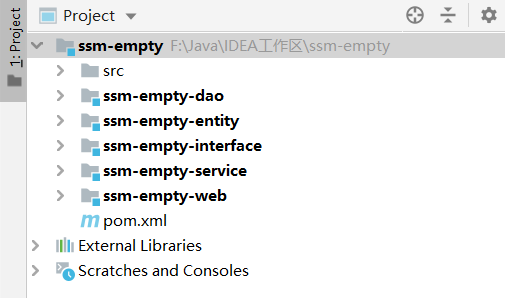 1: Project
Project
ssm-empty F:\Java\IDEA工作区\ssm-empty
src
ssm-empty-dao
ssm-empty-entity
ssm-empty-interface
ssm-empty-service
ssm-empty-web
m pom.xml
External Libraries
Scratches and Consoles